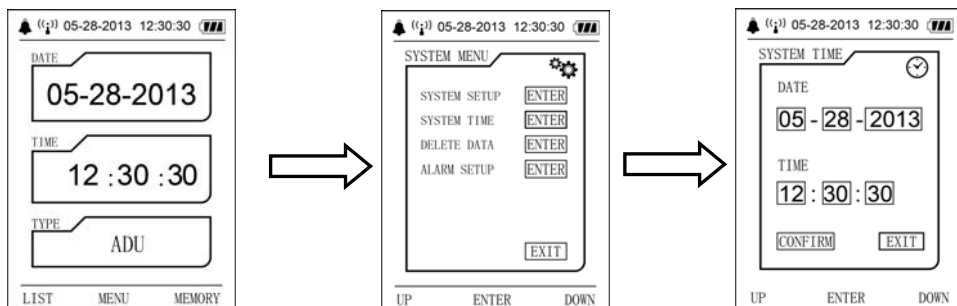 05-28-2013 12:30:30
DATE
05-28-2013
TIME
12 :30 :30
TYPE
ADU
LIST MENU MEMORY
05-28-2013 12:30:30
SYSTEM MENU
SYSTEM SETUP ENTER
SYSTEM TIME ENTER
DELETE DATA ENTER
ALARM SETUP ENTER
EXIT
UP ENTER DOWN
05-28-2013 12:30:30
SYSTEM TIME
DATE
05 - 28 - 2013
TIME
12 : 30 : 30
CONFIRM EXIT
UP ENTER DOWN